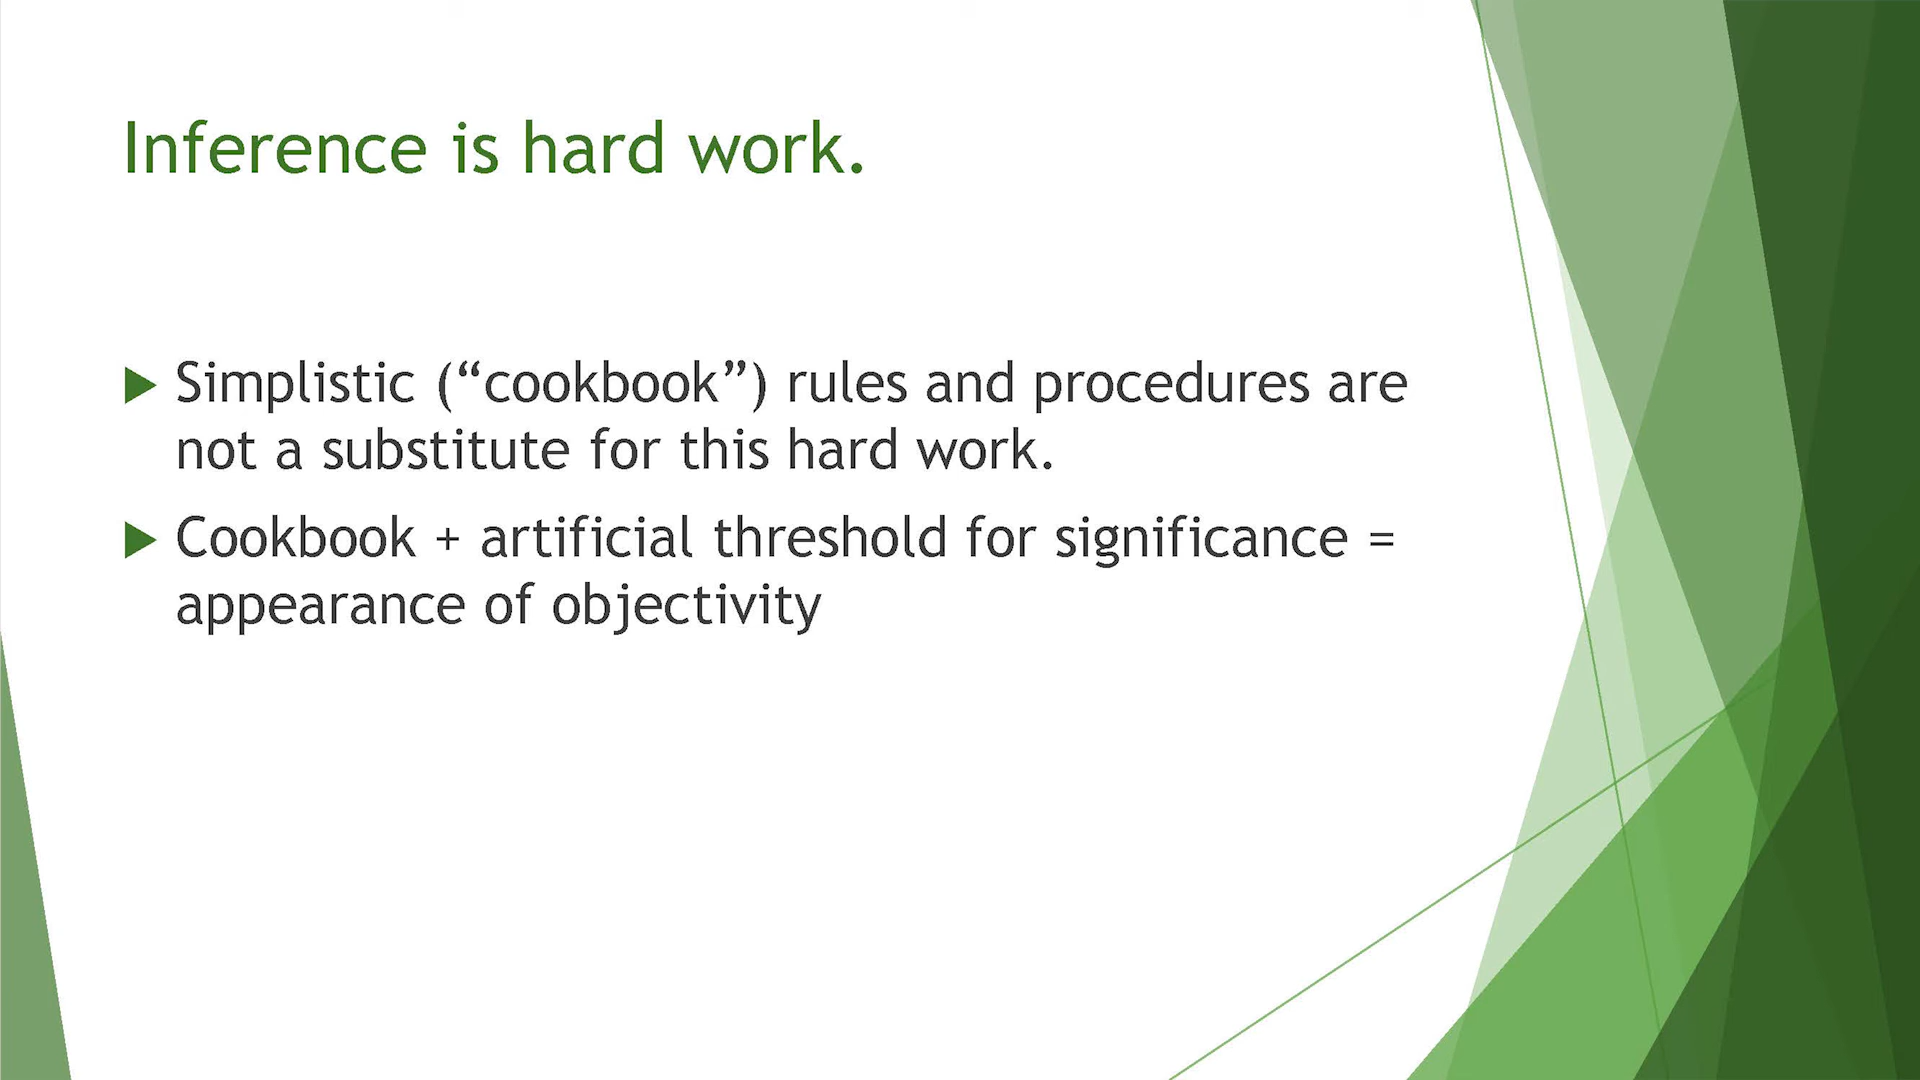 Inference is hard work.
Simplistic (“cookbook”) rules and procedures are
not a substitute for this hard work.
Cookbook + artificial threshold for significance =
appearance of objectivity